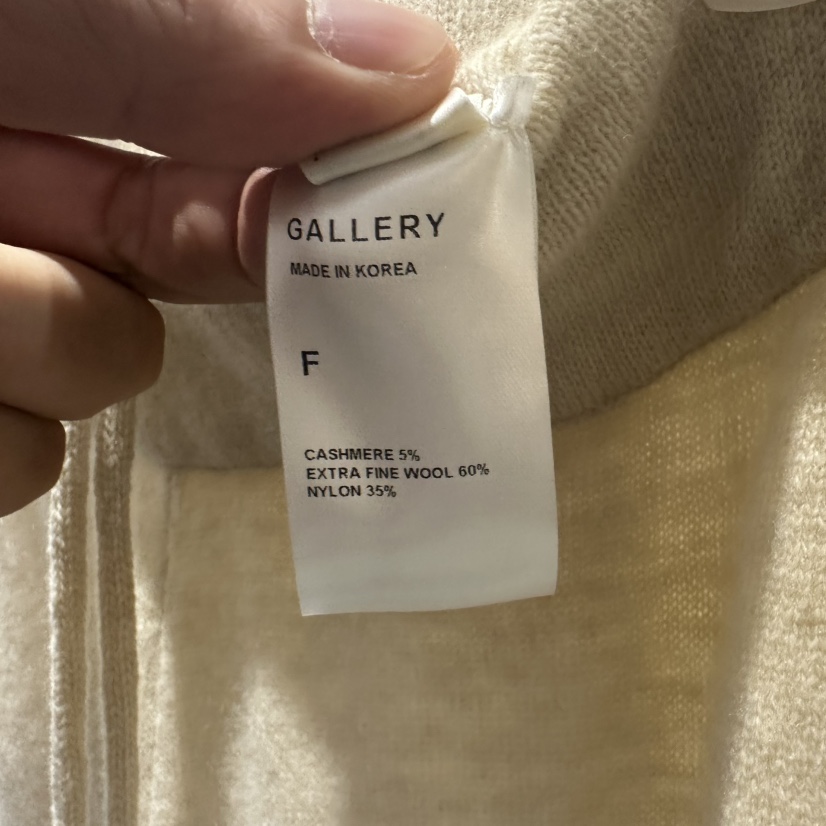 GALLERY
MADE IN KOREA
F
CASHMERE 5%
EXTRA FINE WOOL 60%
NYLON 35%